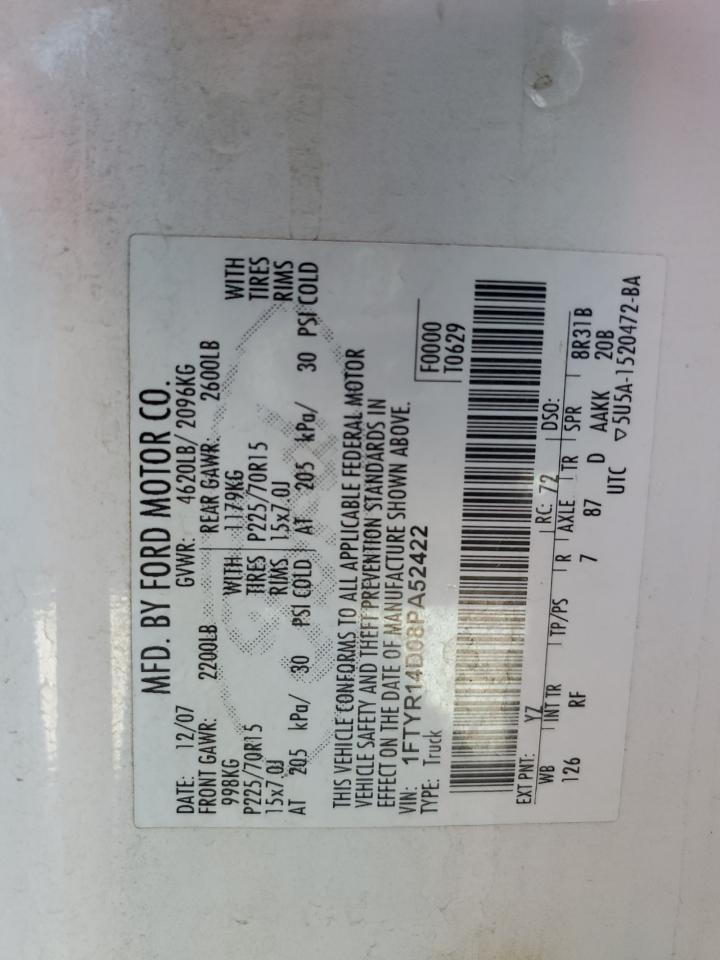 MFD. BY FORD MOTOR CO.
DATE: 12/07 GVWR: 4620LB/ 2096KG
FRONT GAWR: 2200LB REAR GAWR: 2600LB
998KG WITH 1179KG WITH
P225/70R15 TIRES P225/70R15 TIRES
15x7.0J RIMS 15x7.0J RIMS
AT 205 kPa/ 30 PSI COLD AT 205 kPa/ 30 PSI COLD
THIS VEHICLE CONFORMS TO ALL APPLICABLE FEDERAL MOTOR
VEHICLE SAFETY AND THEFT PREVENTION STANDARDS IN
EFFECT ON THE DATE OF MANUFACTURE SHOWN ABOVE.
VIN: 1FTYR14D08PA52422 F0000
TYPE: Truck T0629
EXT PNT: YZ RC: 72 DSO:
WB INT TR TP/PS R AXLE TR SPR 8R31B
126 RF 7 87 D AAKK 20B
UTC ▽5U5A-1520472-BA